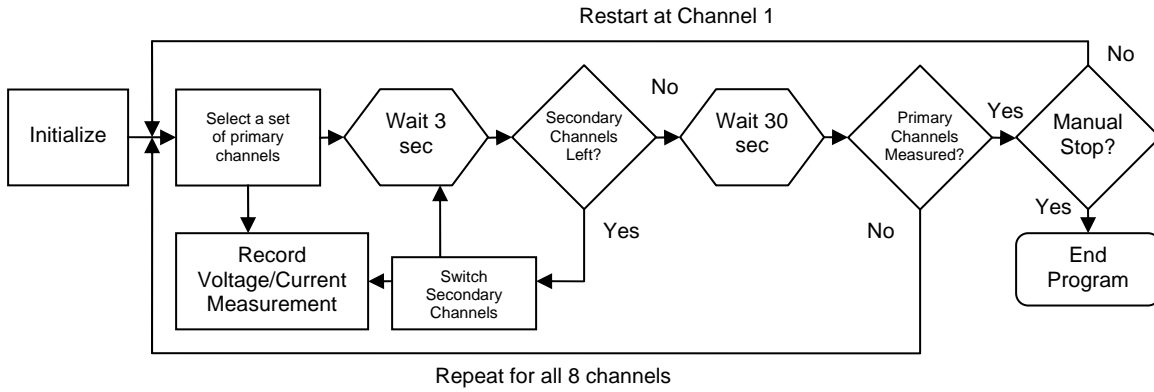 Restart at Channel 1
No
Initialize
Select a set
of primary
channels
Wait 3
sec
Secondary
Channels
Left?
No
Wait 30
sec
Primary
Channels
Measured?
Yes
Manual
Stop?
Yes
Yes
No
Record
Voltage/Current
Measurement
Switch
Secondary
Channels
End
Program
Repeat for all 8 channels